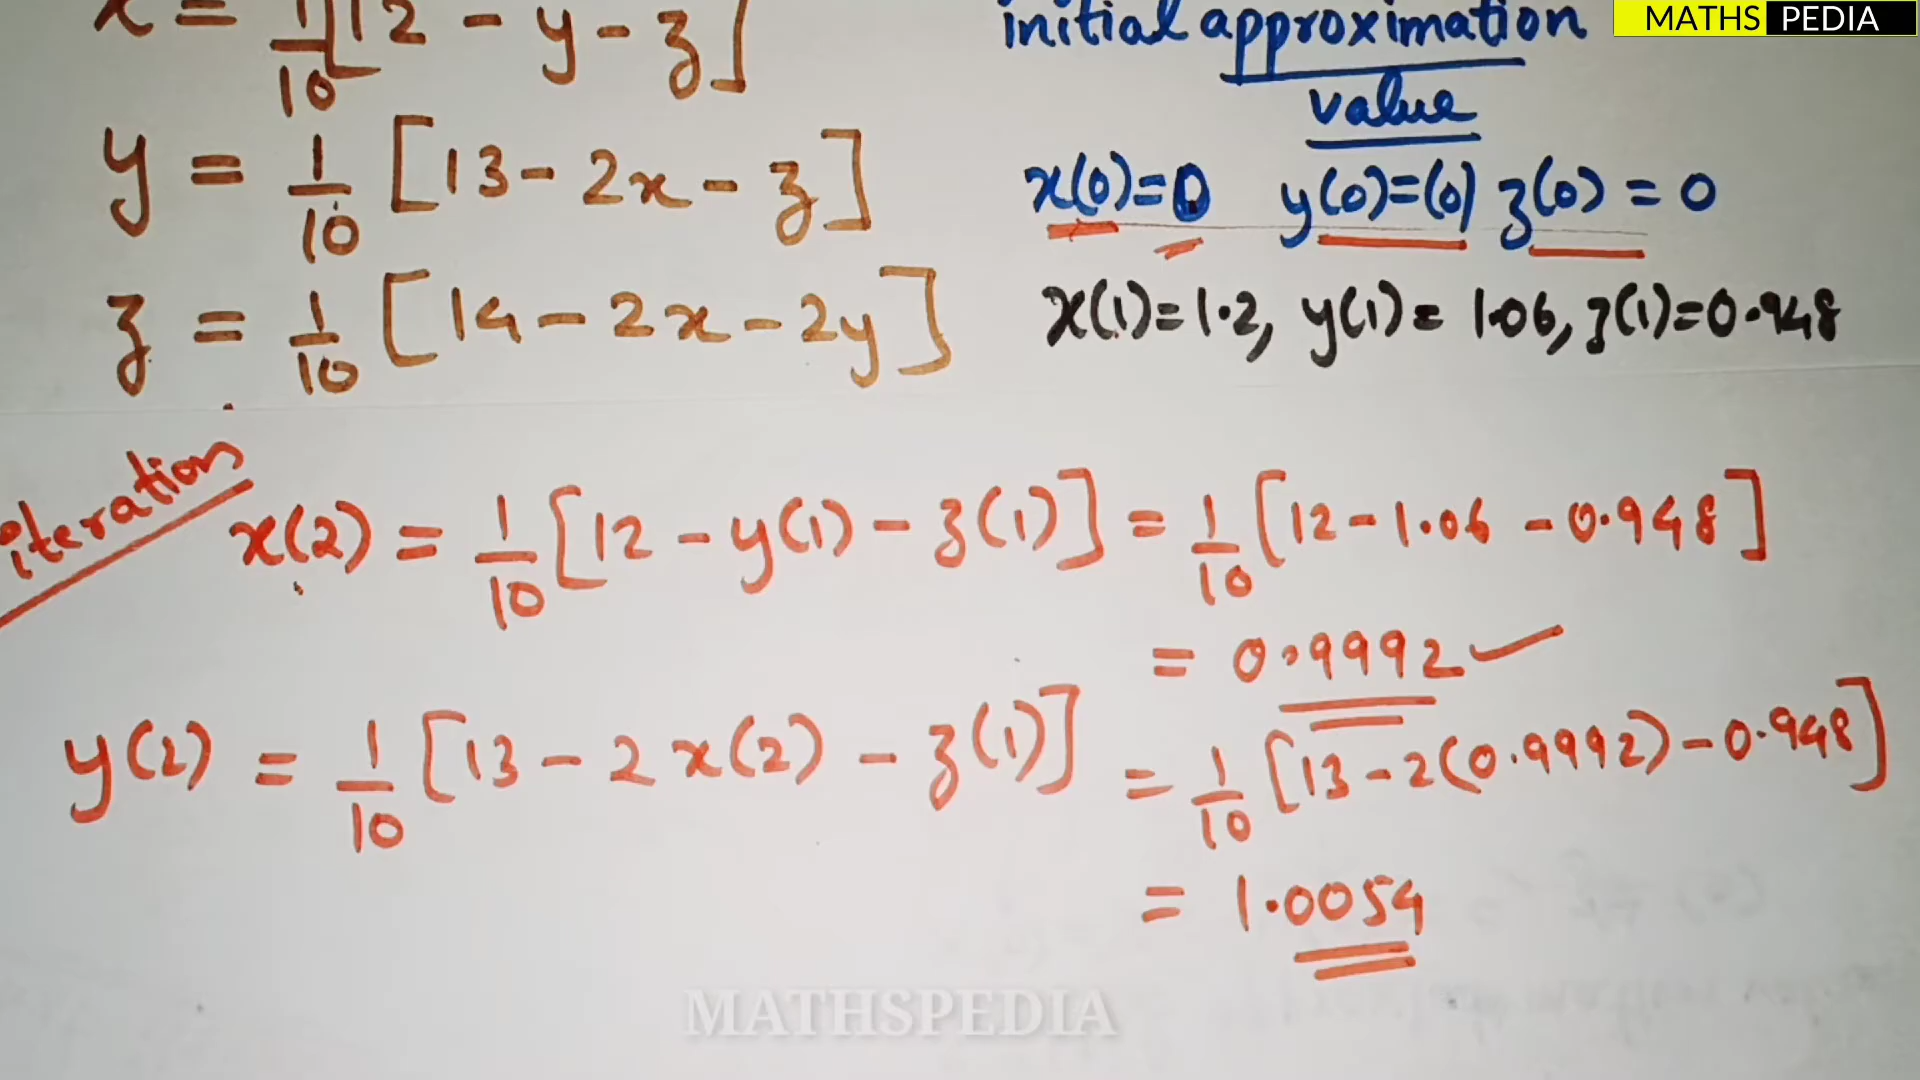 x = 1/10 [12 - y - z]
initial approximation
MATHS PEDIA
value
y = 1/10 [13 - 2x - z]
x(0)=0 y(0)=(0) z(0) = 0
z = 1/10 [14 - 2x - 2y]
x(1)=1.2, y(1)= 1.06, z(1)=0.948
iteration
x(2) = 1/10 [12 - y(1) - z(1)] = 1/10 [12 - 1.06 - 0.948]
= 0.9992 ✓
y(2) = 1/10 [13 - 2x(2) - z(1)] = 1/10 [13 - 2(0.9992) - 0.948]
= 1.0054
MATHSPEDIA